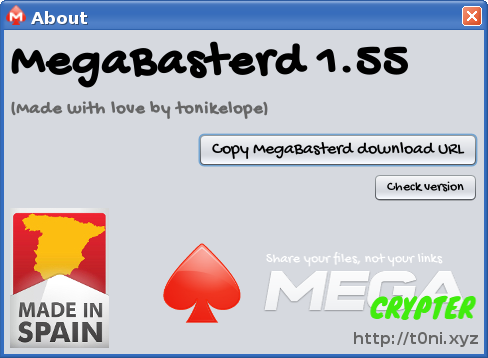 About
MegaBasterd 1.55
(Made with love by tonikelope)
Copy MegaBasterd download URL
Check version
MADE IN
SPAIN
Share your files, not your links
MEGA
CRYPTER
http://t0ni.xyz